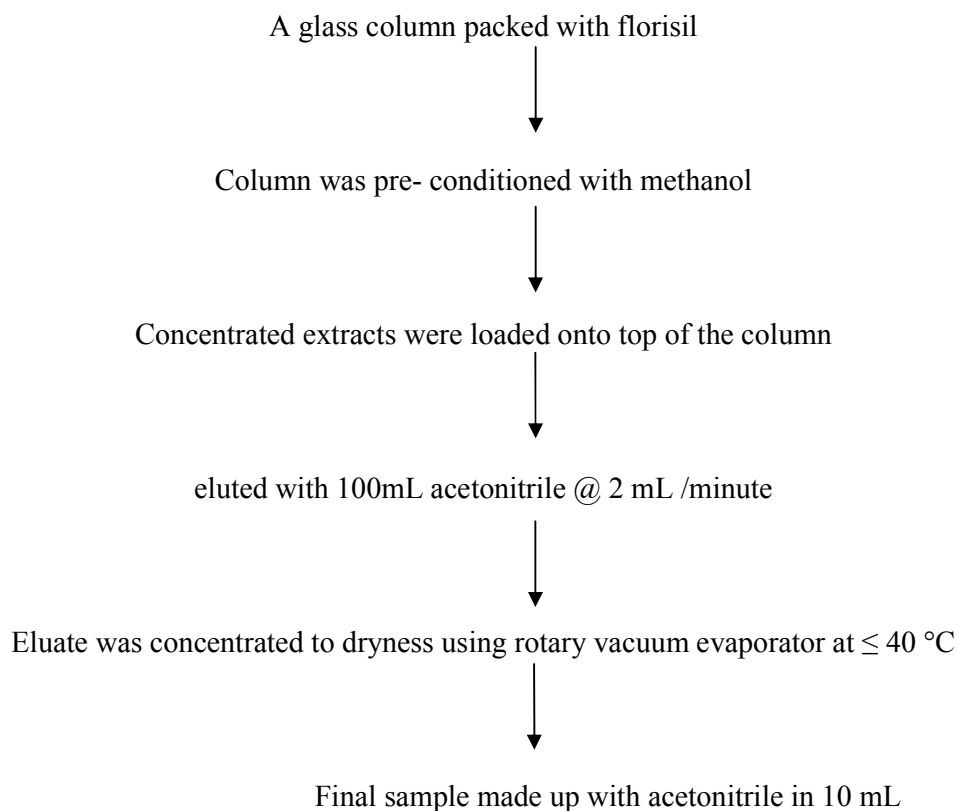 A glass column packed with florisil
Column was pre- conditioned with methanol
Concentrated extracts were loaded onto top of the column
eluted with 100mL acetonitrile @ 2 mL /minute
Eluate was concentrated to dryness using rotary vacuum evaporator at ≤ 40 °C
Final sample made up with acetonitrile in 10 mL